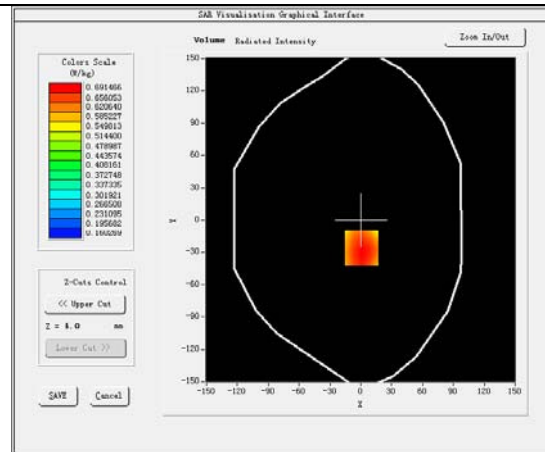 SAR Visualisation Graphical Interface
Volume Radiated Intensity
Zoom In/Out
Colors Scale
(W/kg)
0.691466
0.656053
0.620640
0.585227
0.549813
0.514400
0.478987
0.443574
0.408161
0.372748
0.337335
0.301921
0.266508
0.231095
0.195682
0.160269
150
120
90
60
30
0
-30
-60
-90
-120
-150
Y
-150 -120 -90 -60 -30 0 30 60 90 120 150
X
Z-Cuts Control
<< Upper Cut
Z = 4.0 mm
Lower Cut >>
SAVE Cancel